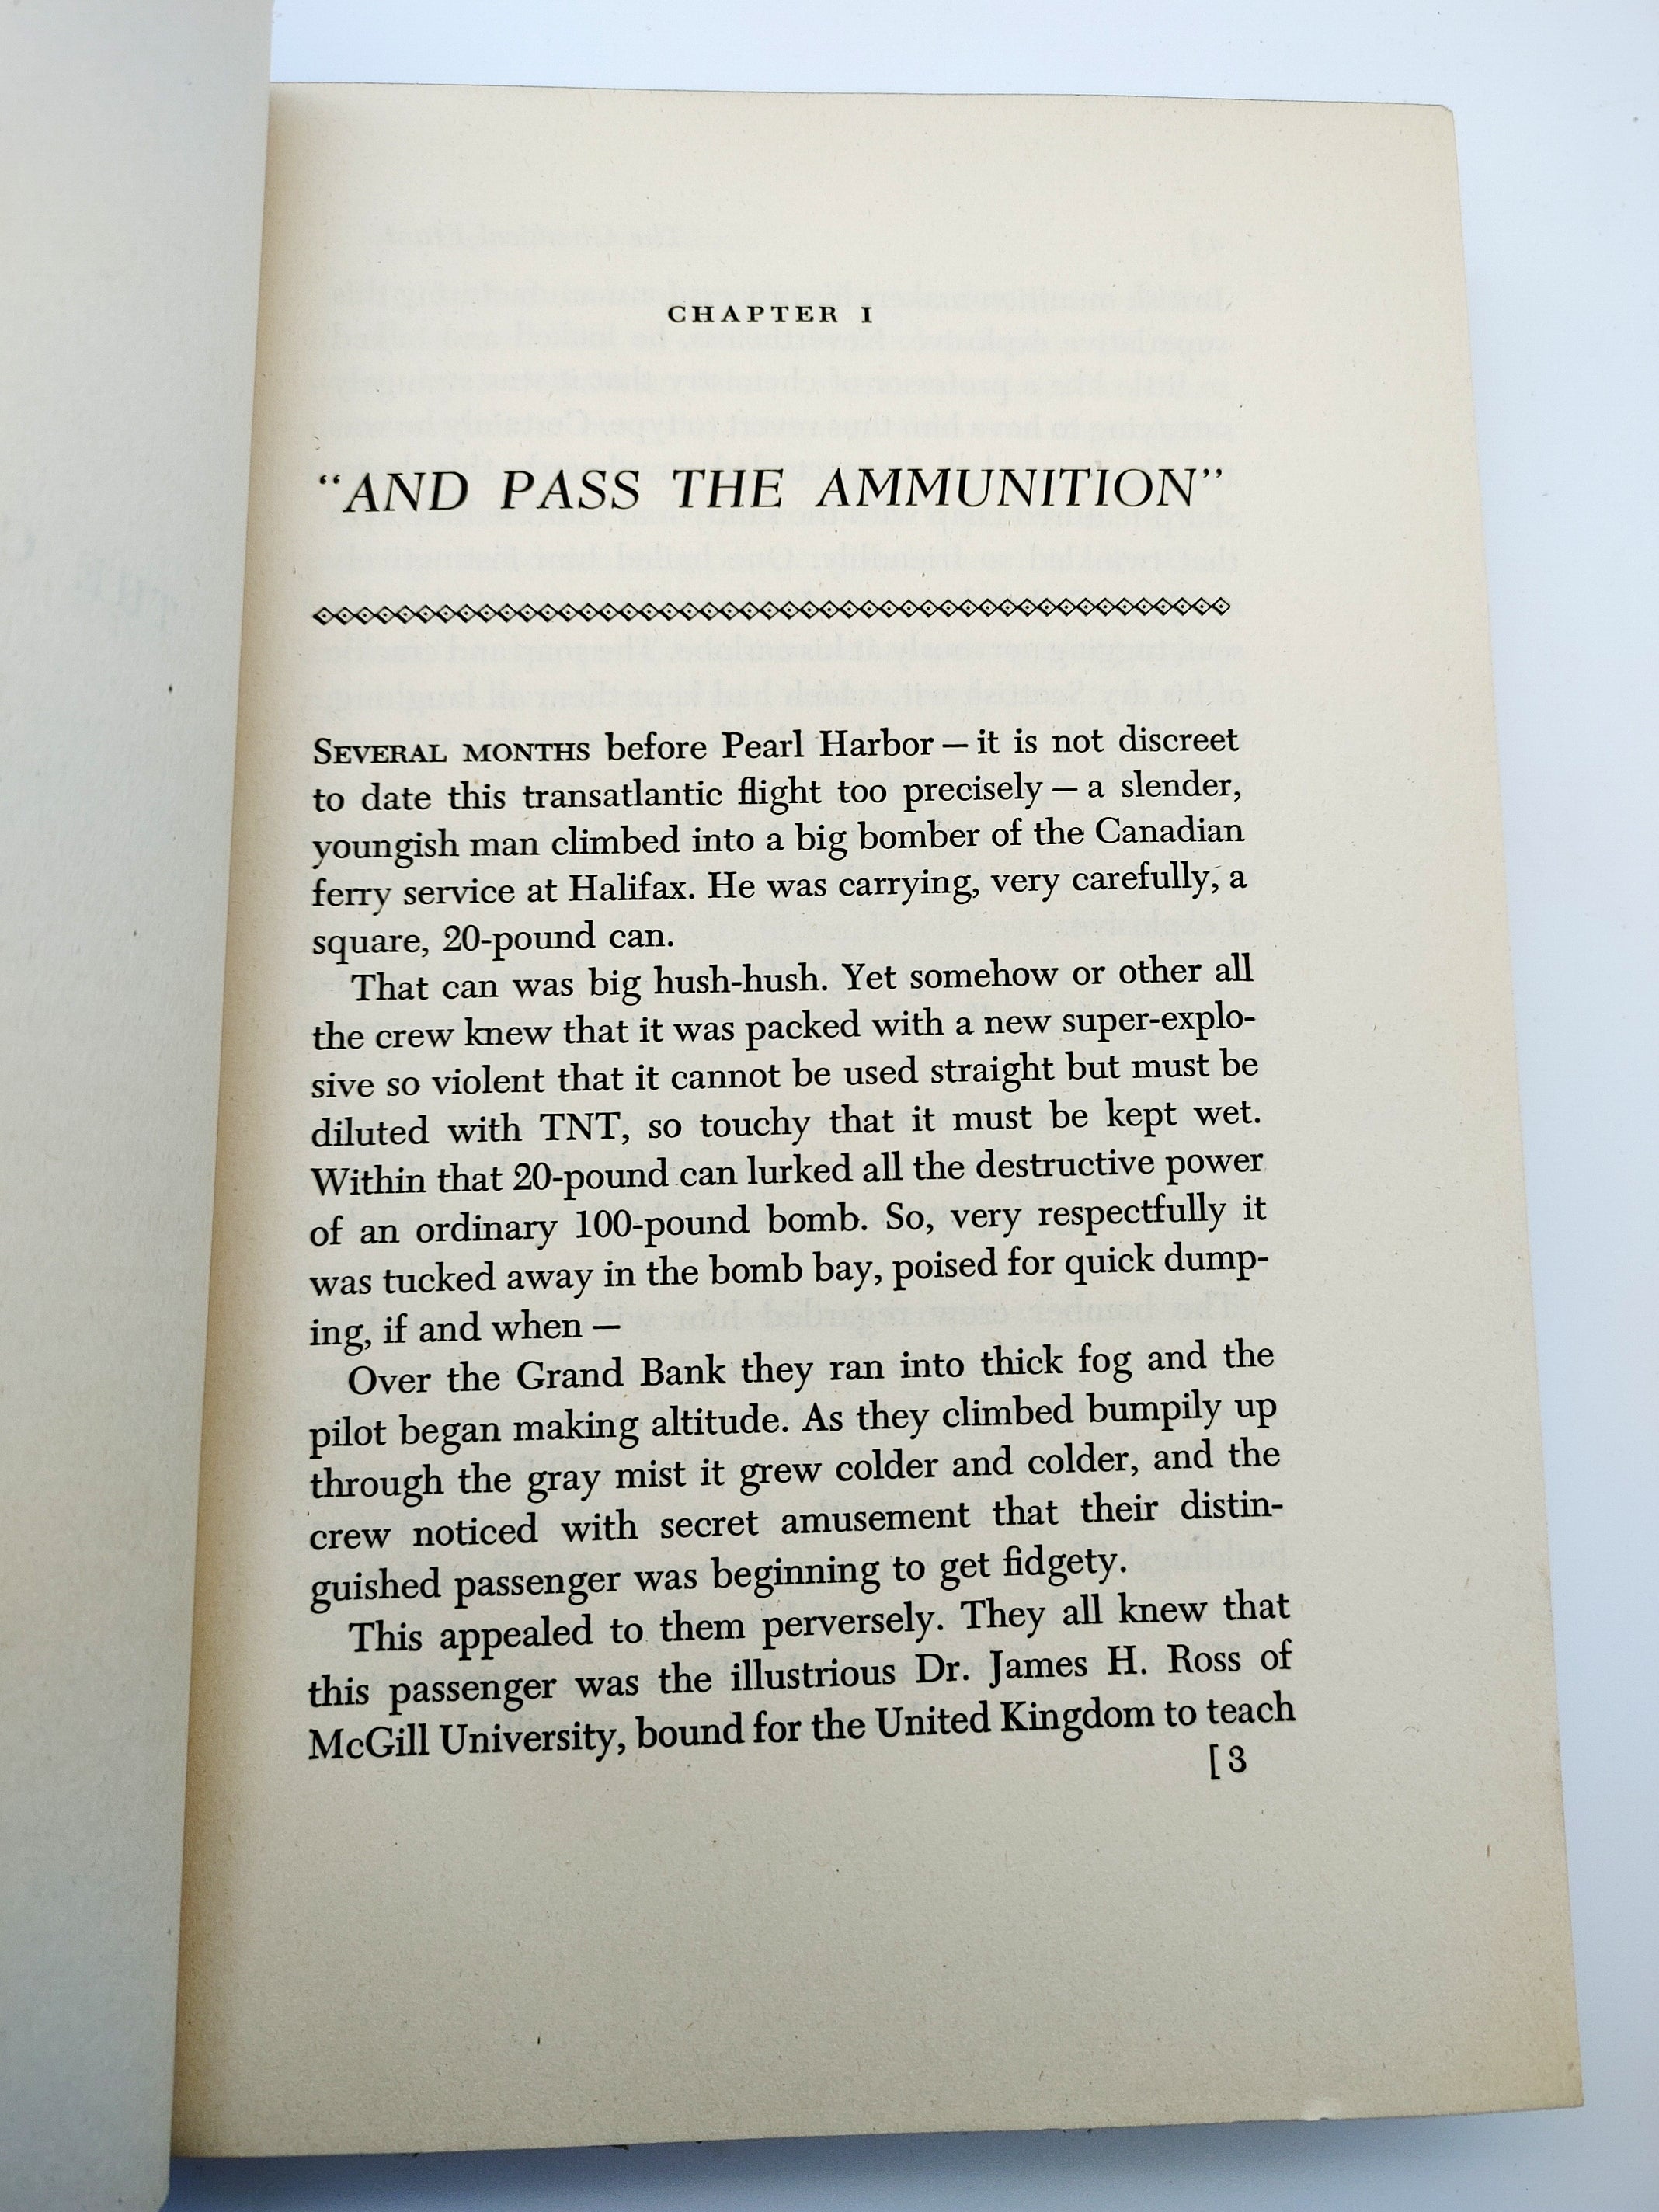 CHAPTER I
“AND PASS THE AMMUNITION”
SEVERAL MONTHS before Pearl Harbor — it is not discreet
to date this transatlantic flight too precisely — a slender,
youngish man climbed into a big bomber of the Canadian
ferry service at Halifax. He was carrying, very carefully, a
square, 20-pound can.
That can was big hush-hush. Yet somehow or other all
the crew knew that it was packed with a new super-explo-
sive so violent that it cannot be used straight but must be
diluted with TNT, so touchy that it must be kept wet.
Within that 20-pound can lurked all the destructive power
of an ordinary 100-pound bomb. So, very respectfully it
was tucked away in the bomb bay, poised for quick dump-
ing, if and when —
Over the Grand Bank they ran into thick fog and the
pilot began making altitude. As they climbed bumpily up
through the gray mist it grew colder and colder, and the
crew noticed with secret amusement that their distin-
guished passenger was beginning to get fidgety.
This appealed to them perversely. They all knew that
this passenger was the illustrious Dr. James H. Ross of
McGill University, bound for the United Kingdom to teach
[ 3